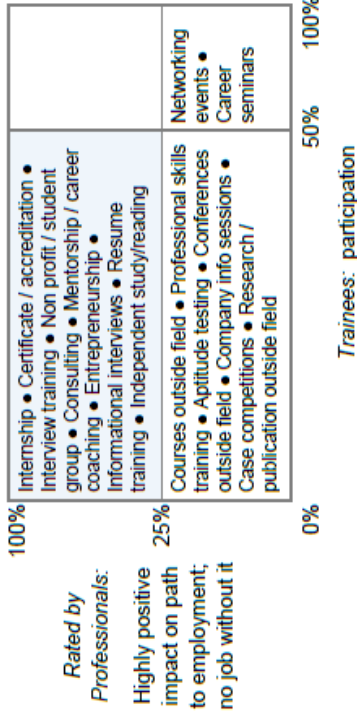 100%
Rated by
Professionals:
Highly positive
impact on path
to employment;
no job without it
25%
Internship ● Certificate / accreditation ●
Interview training ● Non profit / student
group ● Consulting ● Mentorship / career
coaching ● Entrepreneurship ●
Informational interviews ● Resume
training ● Independent study/reading
Courses outside field ● Professional skills
training ● Aptitude testing ● Conferences
outside field ● Company info sessions ●
Case competitions ● Research /
publication outside field
Networking
events ●
Career
seminars
0%
50%
100%
Trainees: participation